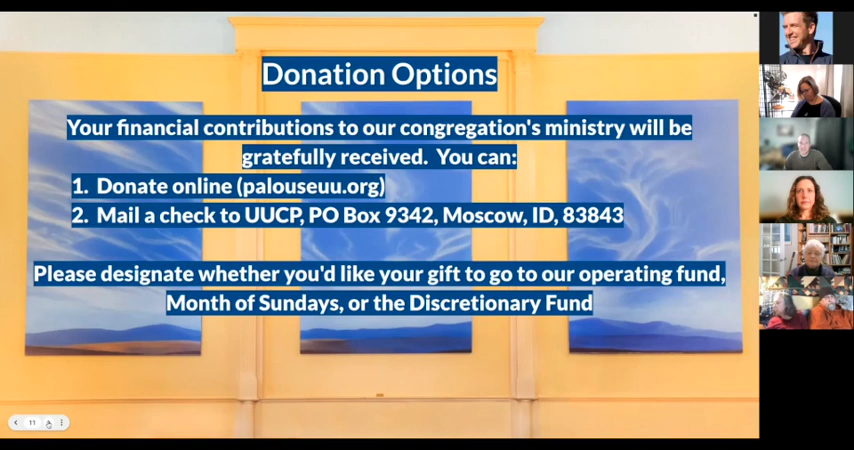 Donation Options
Your financial contributions to our congregation's ministry will be
gratefully received. You can:
1. Donate online (palouseuu.org)
2. Mail a check to UUCP, PO Box 9342, Moscow, ID, 83843
Please designate whether you'd like your gift to go to our operating fund,
Month of Sundays, or the Discretionary Fund
11